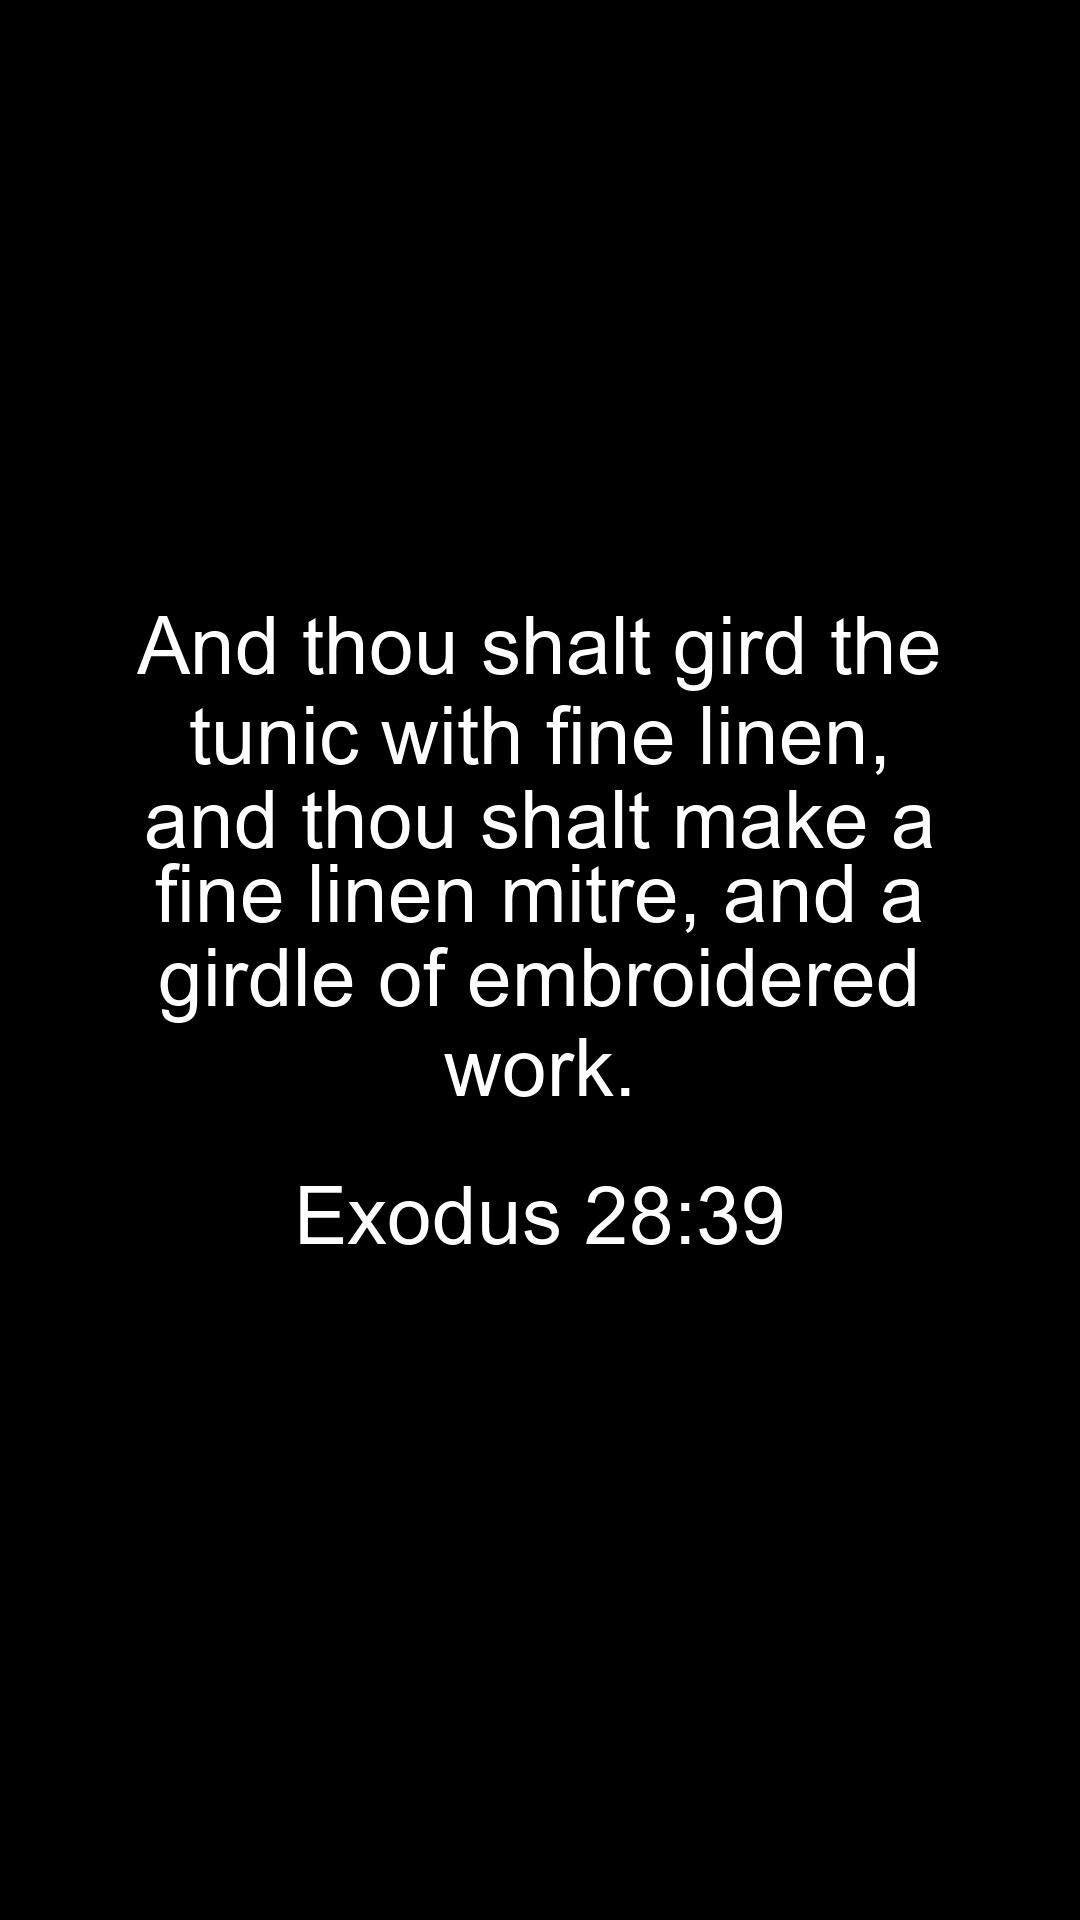 And thou shalt gird the
tunic with fine linen,
and thou shalt make a
fine linen mitre, and a
girdle of embroidered
work.
Exodus 28:39